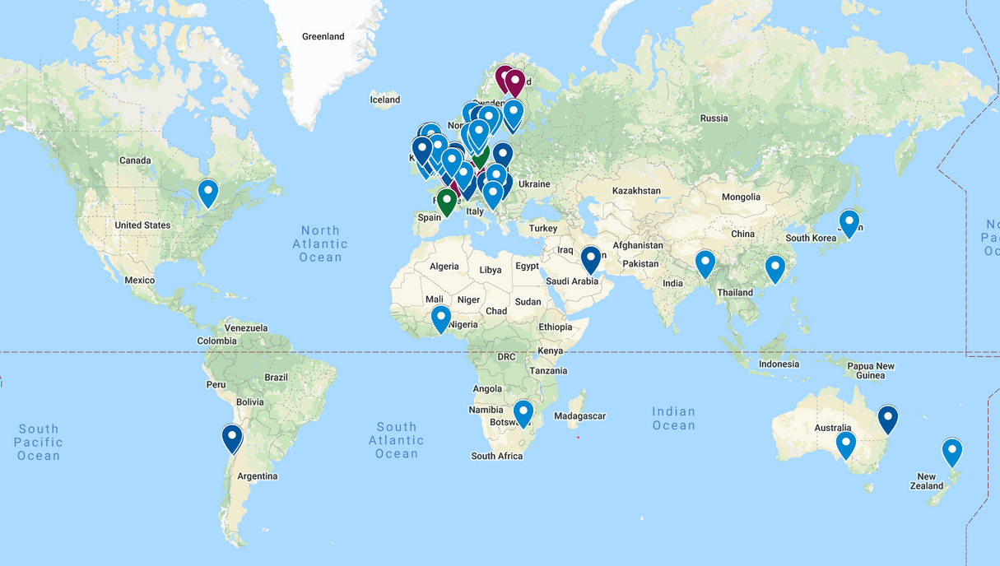 Greenland
Iceland
Sweden
Russia
Canada
Ukraine
Kazakhstan
Mongolia
United States
North
Atlantic
Ocean
Spain
Italy
Turkey
China
South Korea
Iraq
Afghanistan
Pakistan
Algeria
Libya
Egypt
Saudi Arabia
India
Mexico
Thailand
Mali
Niger
Chad
Sudan
Nigeria
Ethiopia
Venezuela
Colombia
DRC
Kenya
Tanzania
Indonesia
Papua New
Guinea
Peru
Brazil
Bolivia
Angola
Namibia
Botsw
Madagascar
Indian
Ocean
South
Pacific
Ocean
South
Atlantic
Ocean
Australia
South Africa
Argentina
New
Zealand